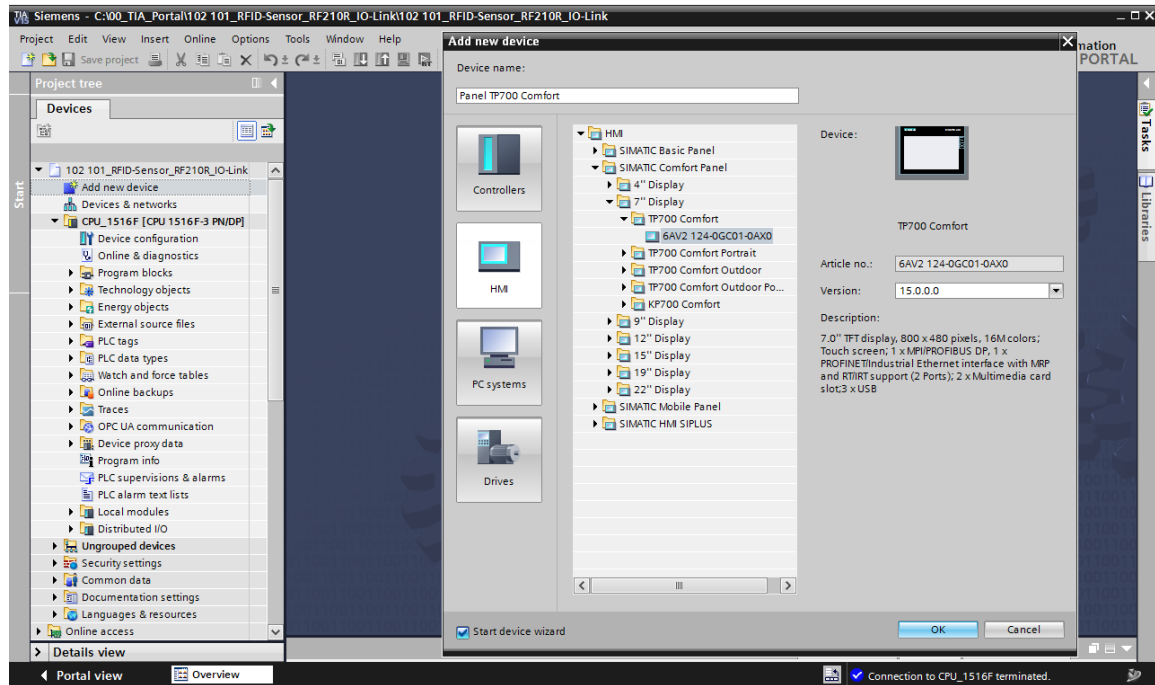 Siemens - C:\00_TIA_Portal\102 101_RFID-Sensor_RF210R_IO-Link\102 101_RFID-Sensor_RF210R_IO-Link
Project Edit View Insert Online Options Tools Window Help
Save project
nation
PORTAL
Project tree
Devices
102 101_RFID-Sensor_RF210R_IO-Link
Add new device
Devices & networks
CPU_1516F [CPU 1516F-3 PN/DP]
Device configuration
Online & diagnostics
Program blocks
Technology objects
Energy objects
External source files
PLC tags
PLC data types
Watch and force tables
Online backups
Traces
OPC UA communication
Device proxy data
Program info
PLC supervisions & alarms
PLC alarm text lists
Local modules
Distributed I/O
Ungrouped devices
Security settings
Common data
Documentation settings
Languages & resources
Online access
Details view
Start
Add new device
Device name:
Panel TP700 Comfort
Controllers
HMI
PC systems
Drives
HMI
SIMATIC Basic Panel
SIMATIC Comfort Panel
4" Display
7" Display
TP700 Comfort
6AV2 124-0GC01-0AX0
TP700 Comfort Portrait
TP700 Comfort Outdoor
TP700 Comfort Outdoor Po...
KP700 Comfort
9" Display
12" Display
15" Display
19" Display
22" Display
SIMATIC Mobile Panel
SIMATIC HMI SIPLUS
Device:
TP700 Comfort
Article no.: 6AV2 124-0GC01-0AX0
Version: 15.0.0.0
Description:
7.0" TFT display, 800 x 480 pixels, 16M colors;
Touch screen; 1 x MPI/PROFIBUS DP, 1 x
PROFINET/Industrial Ethernet interface with MRP
and RT/IRT support (2 Ports); 2 x Multimedia card
slot;3 x USB
Start device wizard
OK Cancel
Tasks
Libraries
Portal view Overview
Connection to CPU_1516F terminated.